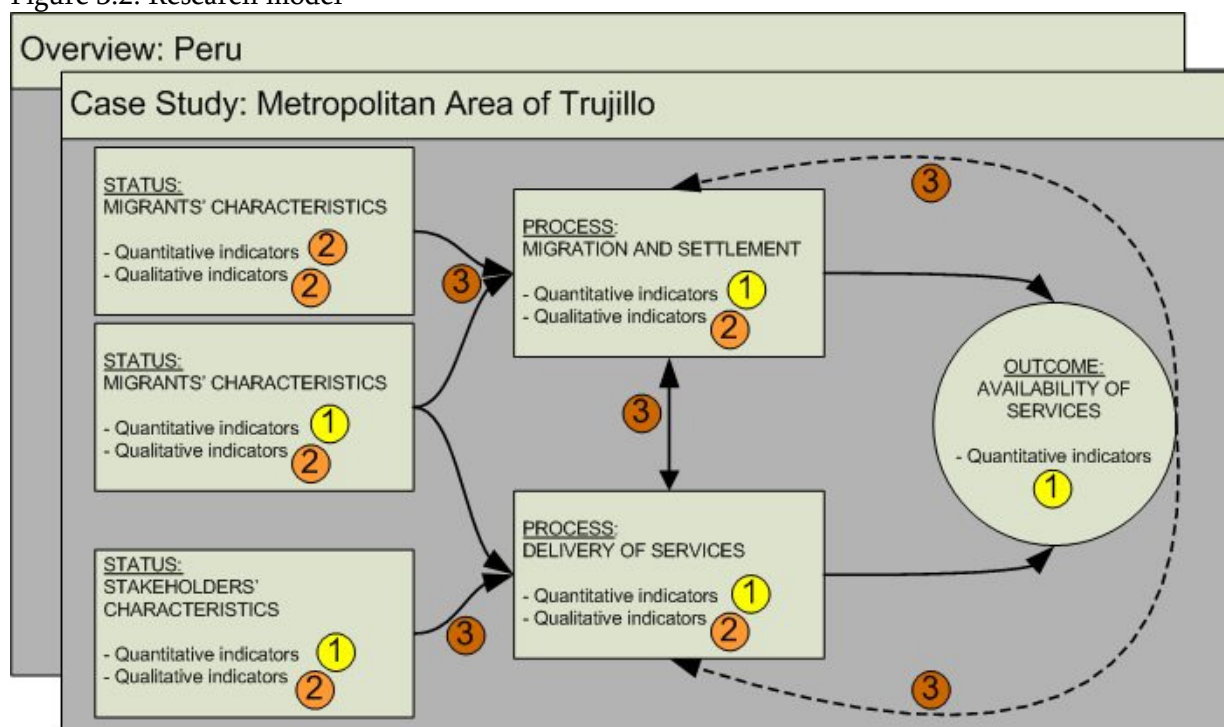 Figure 3.2: Research model
Overview: Peru
Case Study: Metropolitan Area of Trujillo
STATUS:
MIGRANTS' CHARACTERISTICS
- Quantitative indicators 2
- Qualitative indicators 2
STATUS:
MIGRANTS' CHARACTERISTICS
- Quantitative indicators 1
- Qualitative indicators 2
STATUS:
STAKEHOLDERS'
CHARACTERISTICS
- Quantitative indicators 1
- Qualitative indicators 2
3
3
PROCESS:
MIGRATION AND SETTLEMENT
- Quantitative indicators 1
- Qualitative indicators 2
3
PROCESS:
DELIVERY OF SERVICES
- Quantitative indicators 1
- Qualitative indicators 2
3
OUTCOME:
AVAILABILITY OF
SERVICES
- Quantitative indicators
1
3